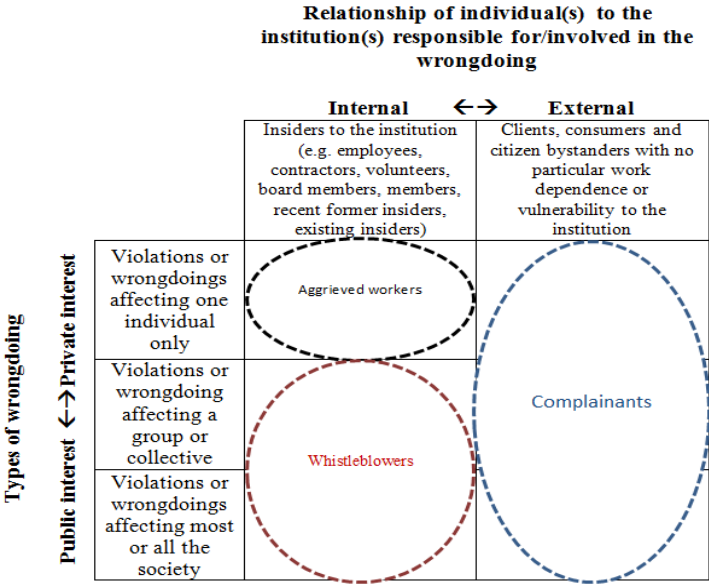 Relationship of individual(s) to the
institution(s) responsible for/involved in the
wrongdoing
Internal ←→ External
Insiders to the institution
(e.g. employees,
contractors, volunteers,
board members, members,
recent former insiders,
existing insiders)
Clients, consumers and
citizen bystanders with no
particular work
dependence or
vulnerability to the
institution
Types of wrongdoing
Public interest ←→Private interest
Violations or
wrongdoings
affecting one
individual
only
Aggrieved workers
Violations or
wrongdoing
affecting a
group or
collective
Complainants
Whistleblowers
Violations or
wrongdoings
affecting most
or all the
society